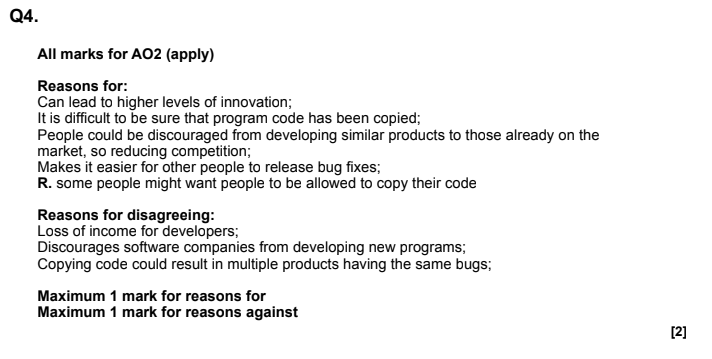 Q4.
All marks for AO2 (apply)
Reasons for:
Can lead to higher levels of innovation;
It is difficult to be sure that program code has been copied;
People could be discouraged from developing similar products to those already on the
market, so reducing competition;
Makes it easier for other people to release bug fixes;
R. some people might want people to be allowed to copy their code
Reasons for disagreeing:
Loss of income for developers;
Discourages software companies from developing new programs;
Copying code could result in multiple products having the same bugs;
Maximum 1 mark for reasons for
Maximum 1 mark for reasons against
[2]